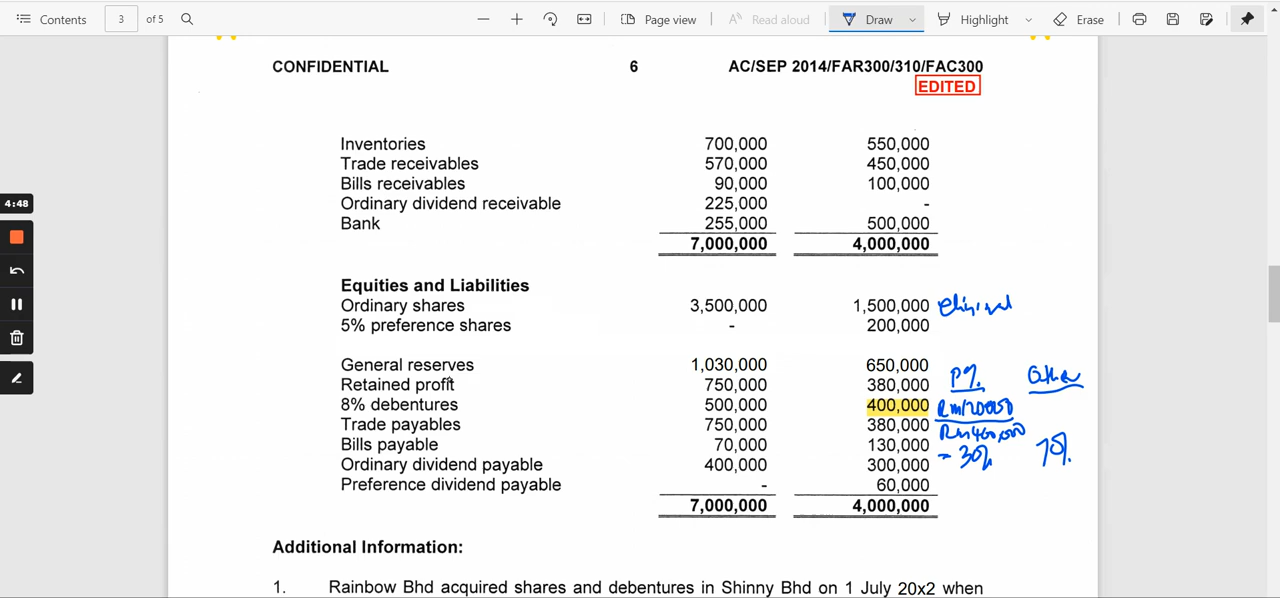 Contents 3 of 5 Page view Read aloud Draw Highlight Erase
CONFIDENTIAL 6 AC/SEP 2014/FAR300/310/FAC300
EDITED
Inventories 700,000 550,000
Trade receivables 570,000 450,000
Bills receivables 90,000 100,000
4:48
Ordinary dividend receivable 225,000 -
Bank 255,000 500,000
7,000,000 4,000,000
Equities and Liabilities
Ordinary shares 3,500,000 1,500,000
5% preference shares - 200,000
General reserves 1,030,000 650,000
Retained profit 750,000 380,000 P%
8% debentures 500,000 400,000
Trade payables 750,000 380,000 RM400,000
Bills payable 70,000 130,000
Ordinary dividend payable 400,000 300,000 = 30% 70%
Preference dividend payable - 60,000
7,000,000 4,000,000
Additional Information:
1. Rainbow Bhd acquired shares and debentures in Shinny Bhd on 1 July 20x2 when